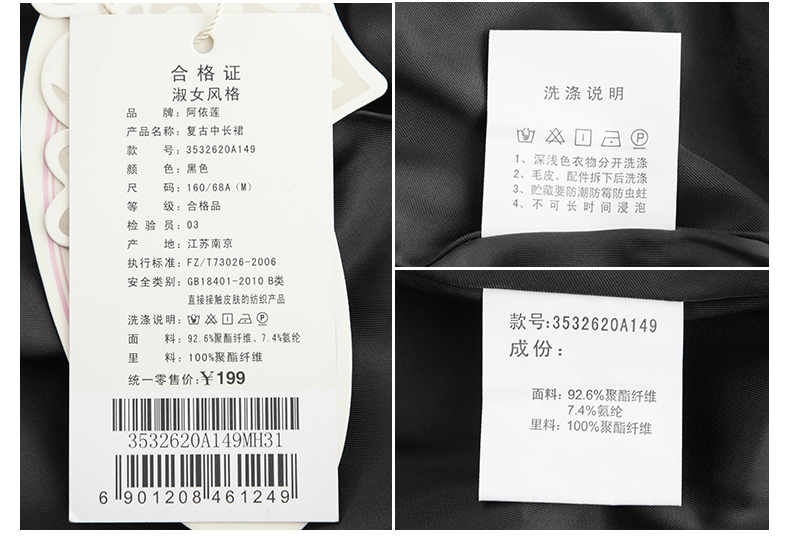 合格证
淑女风格
品 牌: 阿依莲
产品名称: 复古中长裙
款 号: 3532620A149
颜 色: 黑色
尺 码: 160/68A (M)
等 级: 合格品
检 验 员: 03
产 地: 江苏南京
执行标准: FZ/T73026-2006
安全类别: GB18401-2010 B类
直接接触皮肤的纺织产品
洗涤说明:
面 料: 92.6%聚酯纤维、7.4%氨纶
里 料: 100%聚酯纤维
统一零售价: ¥199
3532620A149MH31
6 901208 461249
洗涤说明
1、深浅色衣物分开洗涤
2、毛皮、配件拆下后洗涤
3、贮藏要防潮防霉防虫蛀
4、不可长时间浸泡
款号:3532620A149
成份:
面料: 92.6%聚酯纤维
7.4%氨纶
里料: 100%聚酯纤维